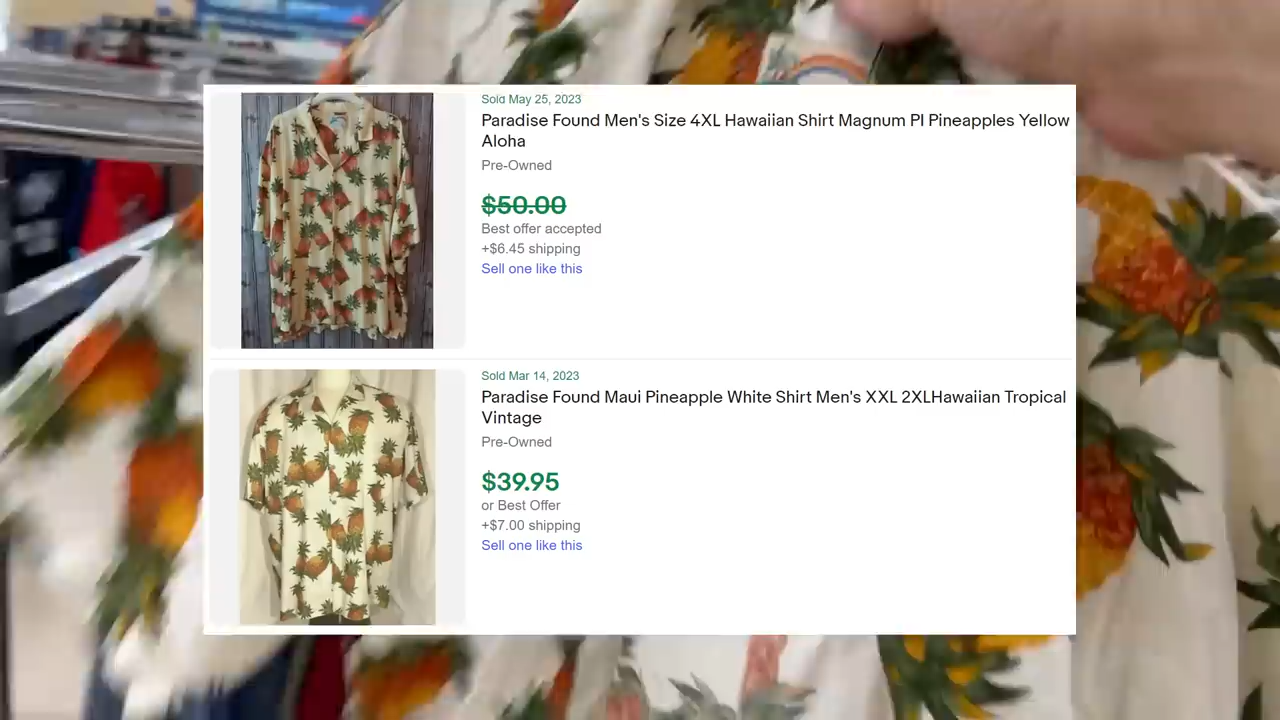 Sold May 25, 2023
Paradise Found Men's Size 4XL Hawaiian Shirt Magnum PI Pineapples Yellow
Aloha
Pre-Owned
$50.00
Best offer accepted
+$6.45 shipping
Sell one like this
Sold Mar 14, 2023
Paradise Found Maui Pineapple White Shirt Men's XXL 2XLHawaiian Tropical
Vintage
Pre-Owned
$39.95
or Best Offer
+$7.00 shipping
Sell one like this